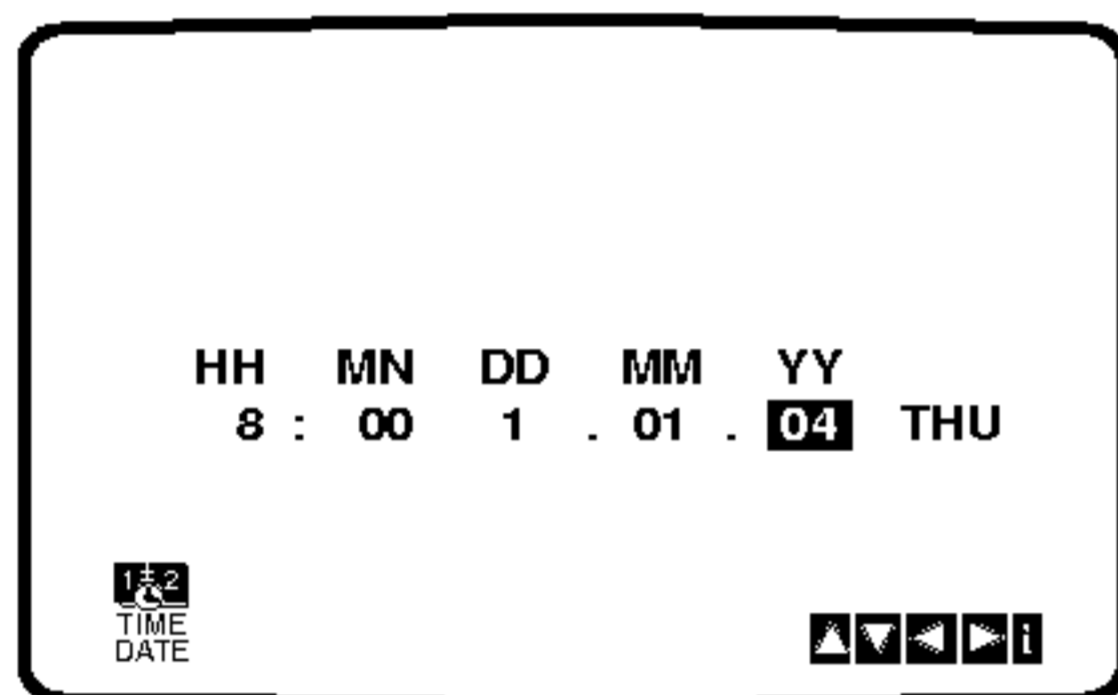 HH MN DD MM YY
8 : 00 1 . 01 . 04 THU
1 2
TIME
DATE
i